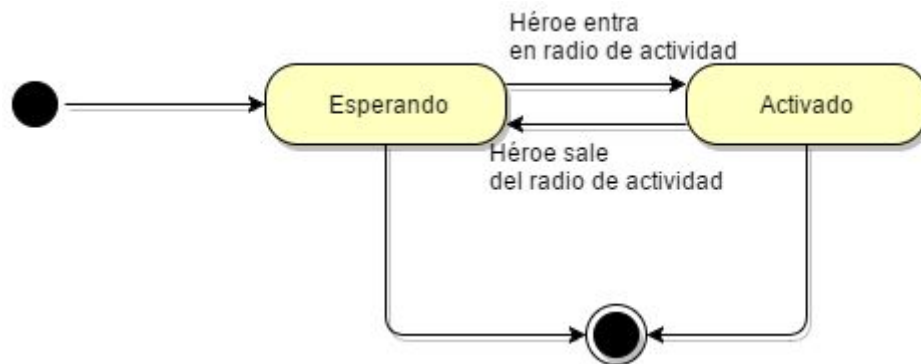 Héroe entra
en radio de actividad
Esperando
Activado
Héroe sale
del radio de actividad